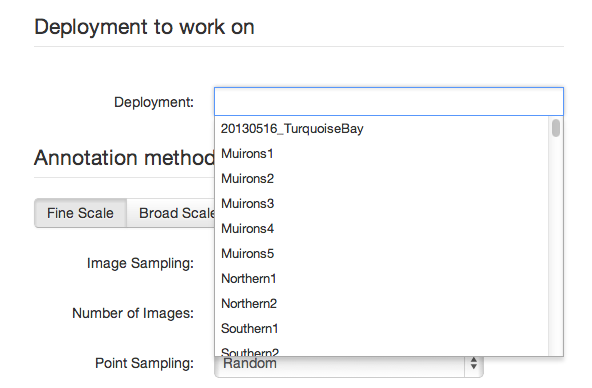 Deployment to work on
Deployment:
20130516_TurquoiseBay
Muirons1
Muirons2
Muirons3
Muirons4
Muirons5
Northern1
Northern2
Southern1
Southern2
Annotation method
Fine Scale Broad Scale
Image Sampling:
Number of Images:
Point Sampling: Random